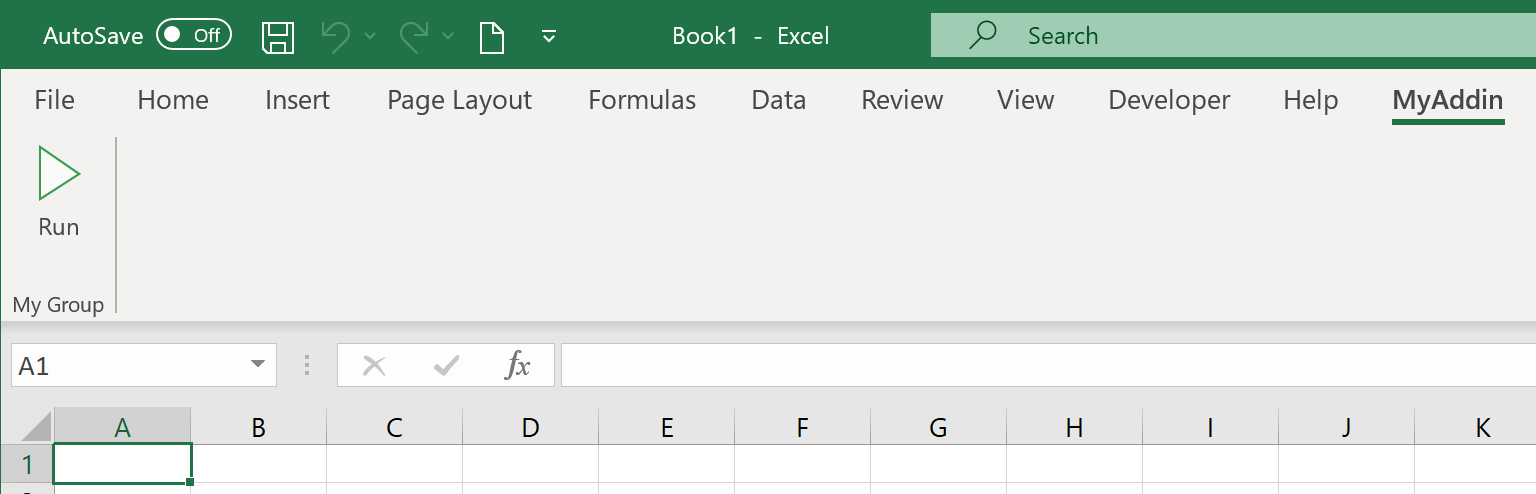 AutoSave Off Book1 - Excel Search
File Home Insert Page Layout Formulas Data Review View Developer Help MyAddin
Run
My Group
A1 fx
A B C D E F G H I J K
1